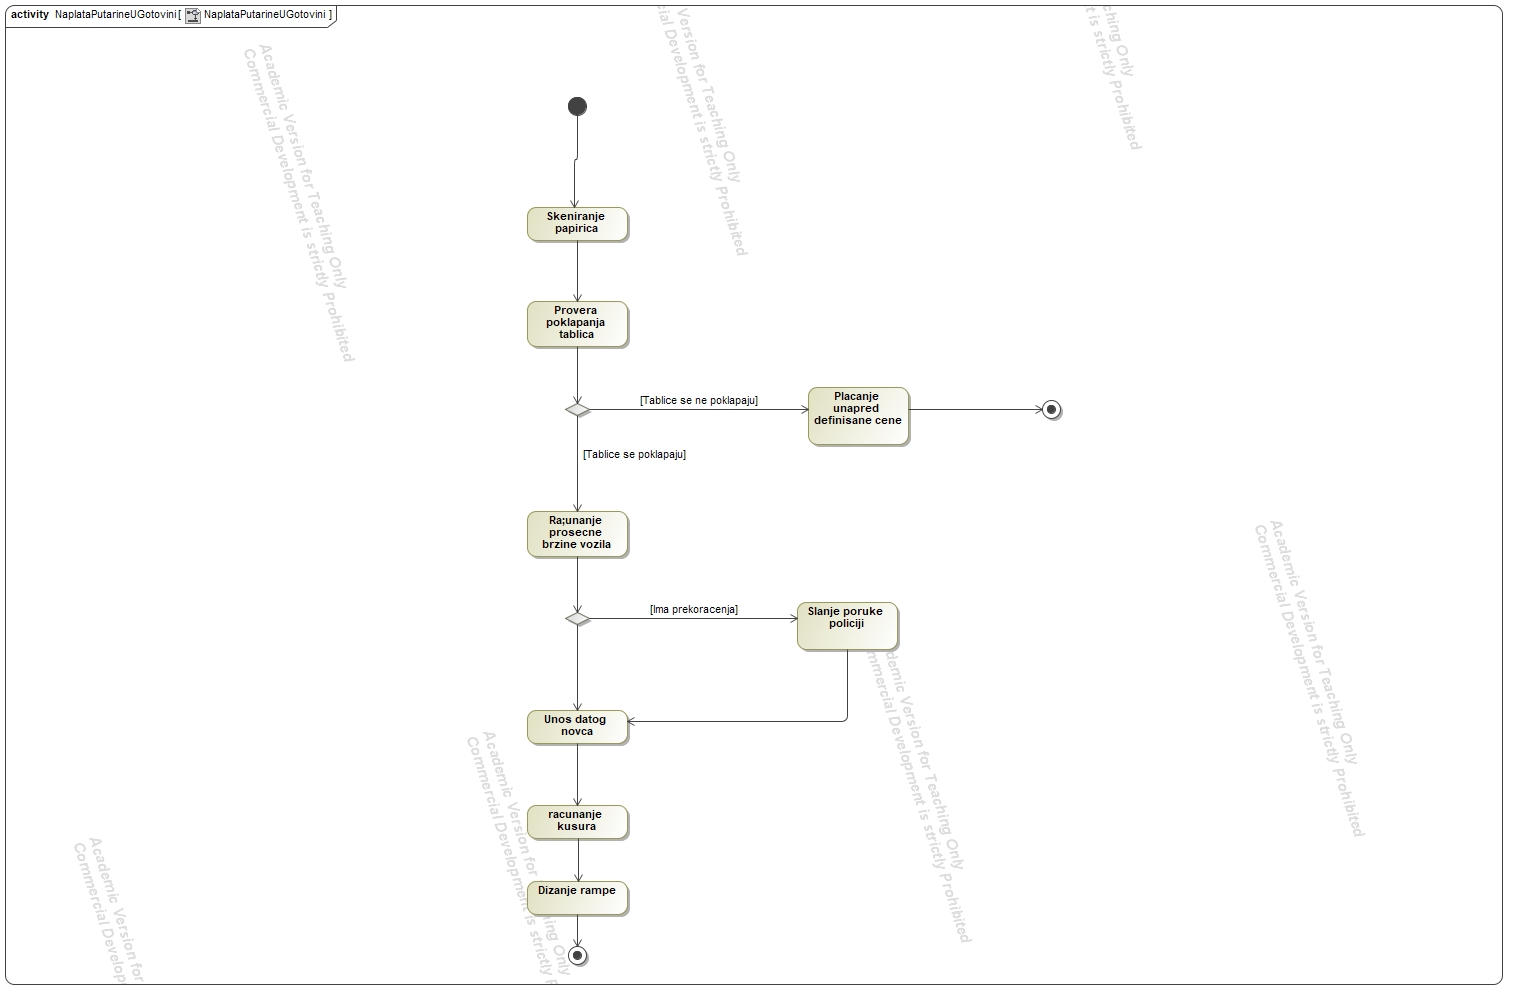 activity NaplataPutarineUGotovini [ NaplataPutarineUGotovini ]
Academic Version for Teaching Only
Commercial Development is strictly Prohibited
Version for Teaching Only
cial Development is strictly Prohibited
ching Only
t is strictly Prohibited
Skeniranje
papirica
Provera
poklapanja
tablica
[Tablice se ne poklapaju]
Placanje
unapred
definisane cene
[Tablice se poklapaju]
Ra;unanje
prosecne
brzine vozila
[Ima prekoracenja]
Slanje poruke
policiji
Academic Version for Teaching Only
Commercial Development is strictly Prohibited
demic Version for Teaching Only
ommercial Development is strictly Prohibited
Unos datog
novca
racunanje
kusura
Dizanje rampe
Academic Version for
hing Only
Commercial Developmen
is strictly P
Academic Version for
Commercial Develop